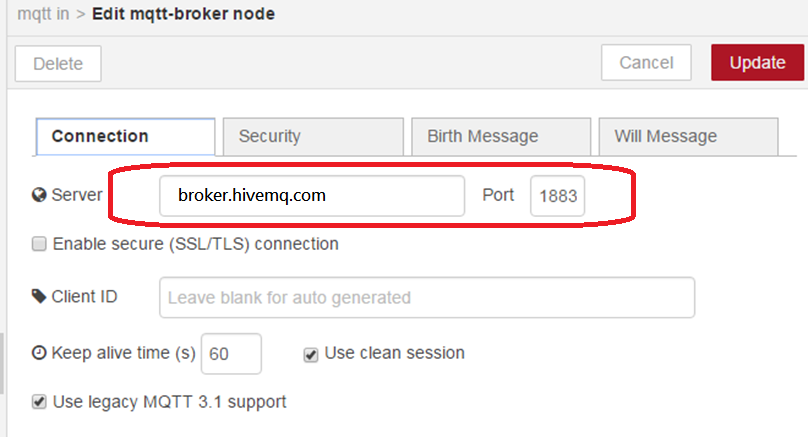 mqtt in > Edit mqtt-broker node
Delete Cancel Update
Connection Security Birth Message Will Message
Server broker.hivemq.com Port 1883
Enable secure (SSL/TLS) connection
Client ID Leave blank for auto generated
Keep alive time (s) 60 Use clean session
Use legacy MQTT 3.1 support